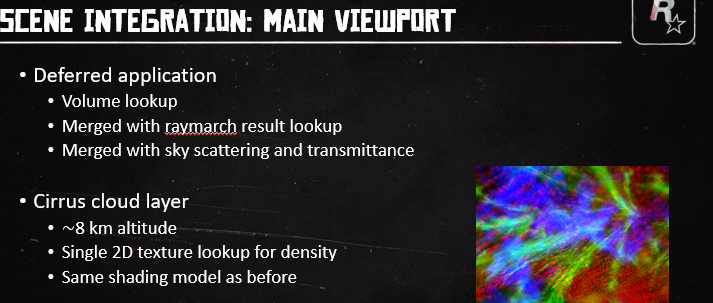 SCENE INTEGRATION: MAIN VIEWPORT
R
• Deferred application
• Volume lookup
• Merged with raymarch result lookup
• Merged with sky scattering and transmittance
• Cirrus cloud layer
• ~8 km altitude
• Single 2D texture lookup for density
• Same shading model as before